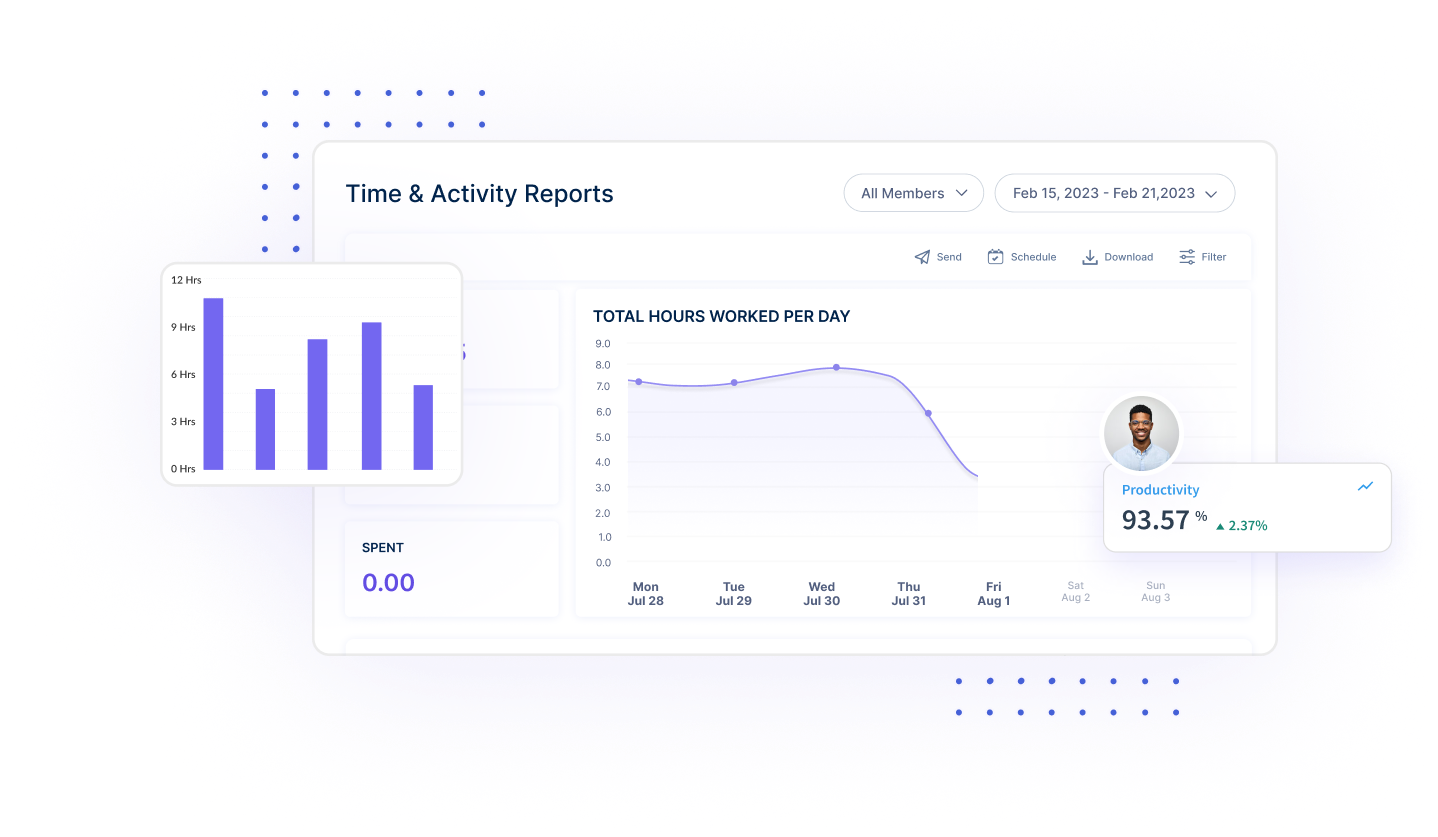 Time & Activity Reports
All Members
Feb 15, 2023 - Feb 21,2023
Send
Schedule
Download
Filter
12 Hrs
9 Hrs
6 Hrs
3 Hrs
0 Hrs
TOTAL HOURS WORKED PER DAY
9.0
8.0
7.0
6.0
5.0
4.0
3.0
2.0
1.0
0.0
Mon
Jul 28
Tue
Jul 29
Wed
Jul 30
Thu
Jul 31
Fri
Aug 1
Sat
Aug 2
Sun
Aug 3
SPENT
0.00
Productivity
93.57 %
2.37%